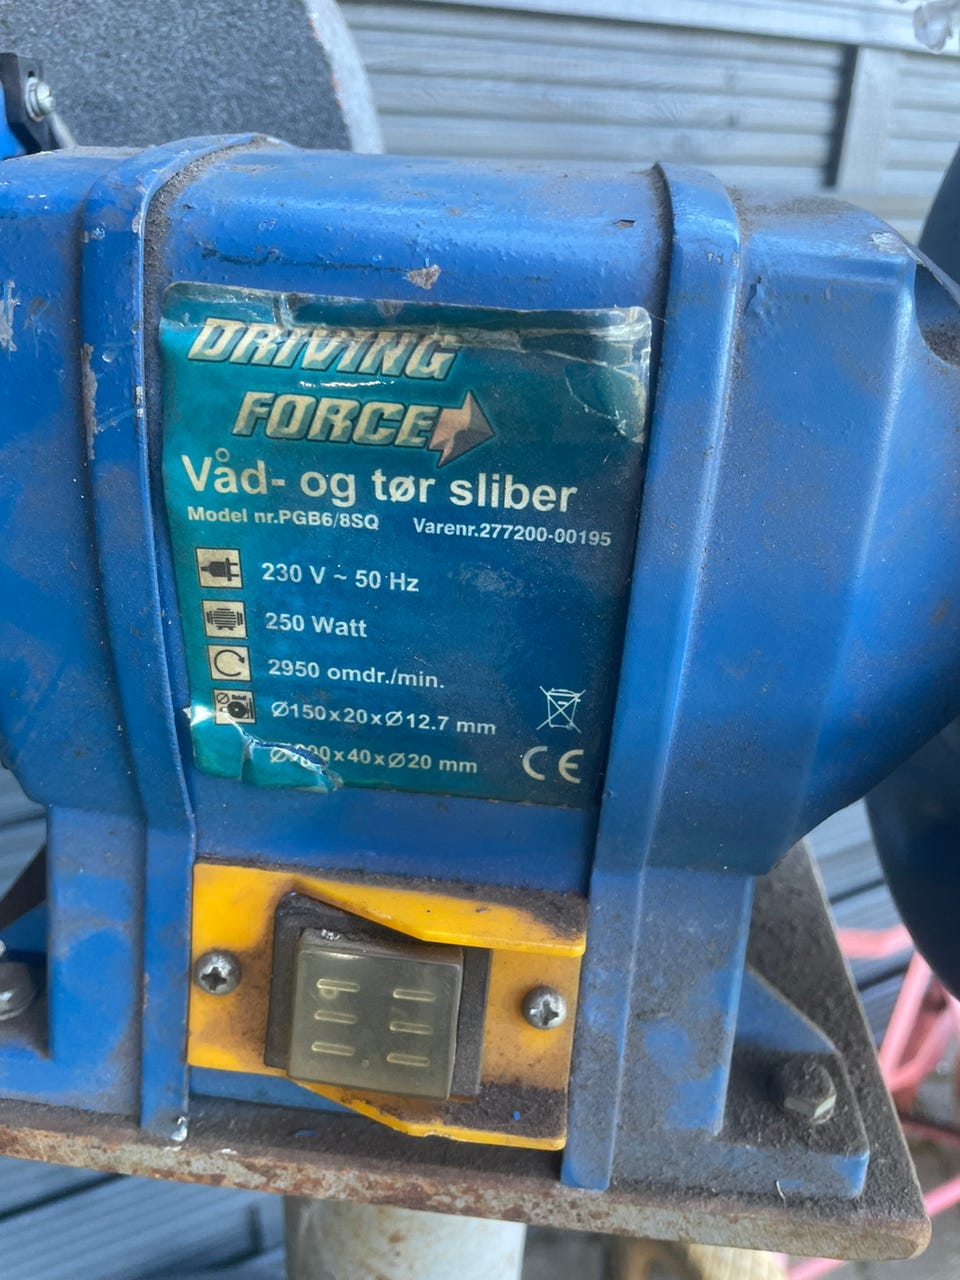 DRIVING
FORCE
Våd- og tør sliber
Model nr.PGB6/8SQ Varenr.277200-00195
230 V ~ 50 Hz
250 Watt
2950 omdr./min.
Ø150x20xØ12.7 mm
x40xØ20 mm
CE